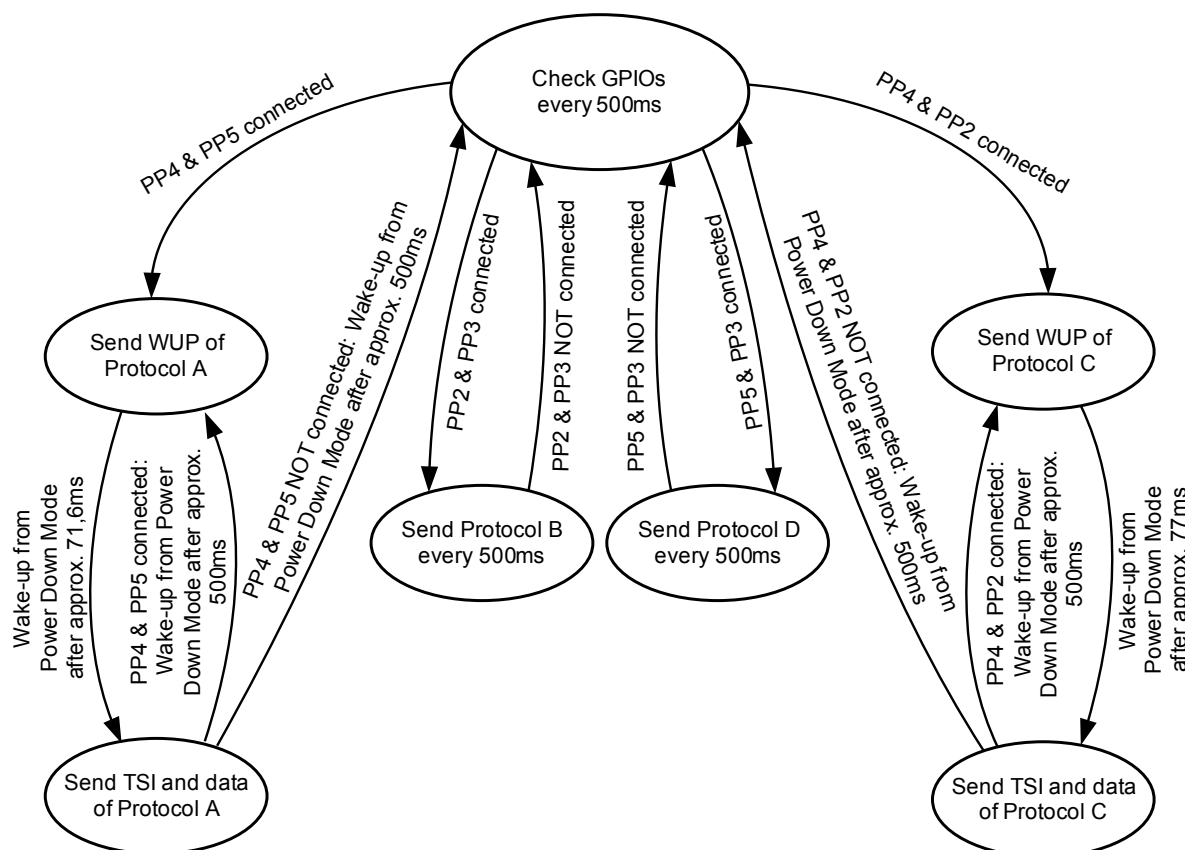 Check GPIOs
every 500ms
PP4 & PP5 connected
PP4 & PP2 connected
PP4 & PP5 NOT connected: Wake-up from
Power Down Mode after approx. 500ms
PP2 & PP3 connected
PP2 & PP3 NOT connected
PP5 & PP3 NOT connected
PP5 & PP3 connected
PP4 & PP2 NOT connected: Wake-up from
Power Down Mode after approx. 500ms
Send WUP of
Protocol A
Send WUP of
Protocol C
Send Protocol B
every 500ms
Send Protocol D
every 500ms
Wake-up from
Power Down Mode
after approx. 71,6ms
PP4 & PP5 connected:
Wake-up from Power
Down Mode after approx.
500ms
PP4 & PP2 connected:
Wake-up from Power
Down Mode after approx.
500ms
Wake-up from
Power Down Mode
after approx. 77ms
Send TSI and data
of Protocol A
Send TSI and data
of Protocol C